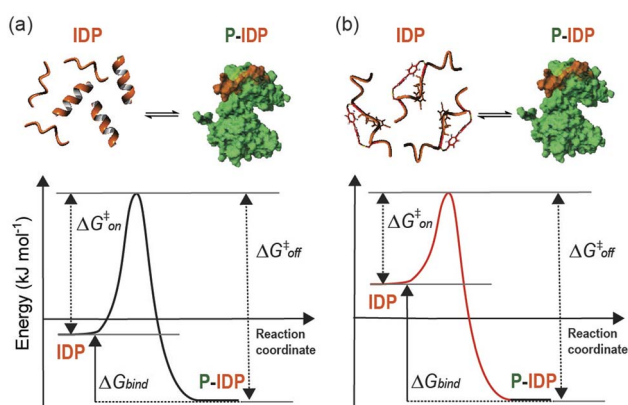 (a)
IDP
P-IDP
Energy (kJ mol⁻¹)
ΔG‡on
ΔG‡off
IDP
ΔGbind
P-IDP
Reaction
coordinate
(b)
IDP
P-IDP
ΔG‡on
ΔG‡off
IDP
ΔGbind
P-IDP
Reaction
coordinate